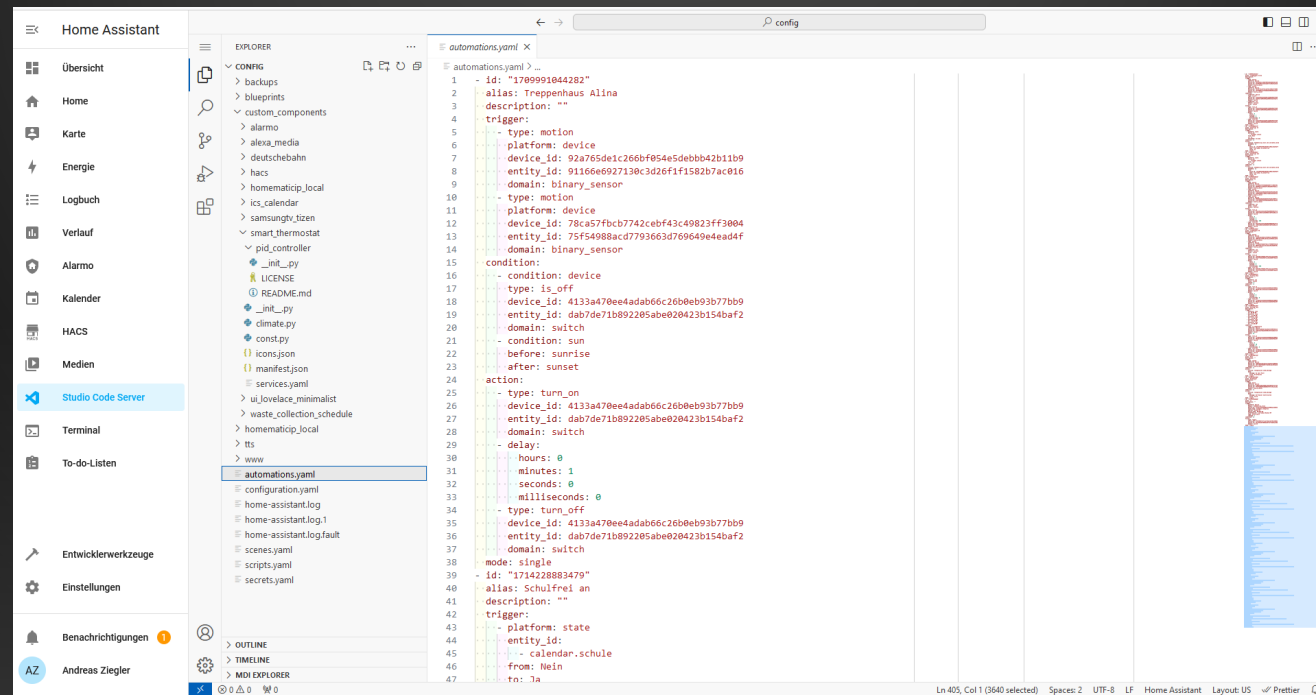 Home Assistant
Übersicht
Home
Karte
Energie
Logbuch
Verlauf
Alarmo
Kalender
HACS
Medien
Studio Code Server
Terminal
To-do-Listen
Entwicklerwerkzeuge
Einstellungen
Benachrichtigungen 1
AZ Andreas Ziegler
config
EXPLORER
CONFIG
backups
blueprints
custom_components
alarmo
alexa_media
deutschebahn
hacs
homematicip_local
ics_calendar
samsungtv_tizen
smart_thermostat
pid_controller
__init__.py
LICENSE
README.md
__init__.py
climate.py
const.py
icons.json
manifest.json
services.yaml
ui_lovelace_minimalist
waste_collection_schedule
homematicip_local
tts
www
automations.yaml
configuration.yaml
home-assistant.log
home-assistant.log.1
home-assistant.log.fault
scenes.yaml
scripts.yaml
secrets.yaml
OUTLINE
TIMELINE
MDI EXPLORER
automations.yaml
automations.yaml > ...
1 - id: "1709991044282"
2 alias: Treppenhaus Alina
3 description: ""
4 trigger:
5 - type: motion
6 platform: device
7 device_id: 92a765de1c266bf054e5debbb42b11b9
8 entity_id: 91166e6927130c3d26f1f1582b7ac016
9 domain: binary_sensor
10 - type: motion
11 platform: device
12 device_id: 78ca57fbcb7742cebf43c49823ff3004
13 entity_id: 75f54988acd7793663d769649e4ead4f
14 domain: binary_sensor
15 condition:
16 - condition: device
17 type: is_off
18 device_id: 4133a470ee4adab66c26b0eb93b77bb9
19 entity_id: dab7de71b892205abe020423b154baf2
20 domain: switch
21 - condition: sun
22 before: sunrise
23 after: sunset
24 action:
25 - type: turn_on
26 device_id: 4133a470ee4adab66c26b0eb93b77bb9
27 entity_id: dab7de71b892205abe020423b154baf2
28 domain: switch
29 - delay:
30 hours: 0
31 minutes: 1
32 seconds: 0
33 milliseconds: 0
34 - type: turn_off
35 device_id: 4133a470ee4adab66c26b0eb93b77bb9
36 entity_id: dab7de71b892205abe020423b154baf2
37 domain: switch
38 mode: single
39 - id: "1714228883479"
40 alias: Schulfrei an
41 description: ""
42 trigger:
43 - platform: state
44 entity_id:
45 - calendar.schule
46 from: Nein
47 to: Ja
0 0 0
Ln 405, Col 1 (3640 selected) Spaces: 2 UTF-8 LF Home Assistant Layout: US Prettier